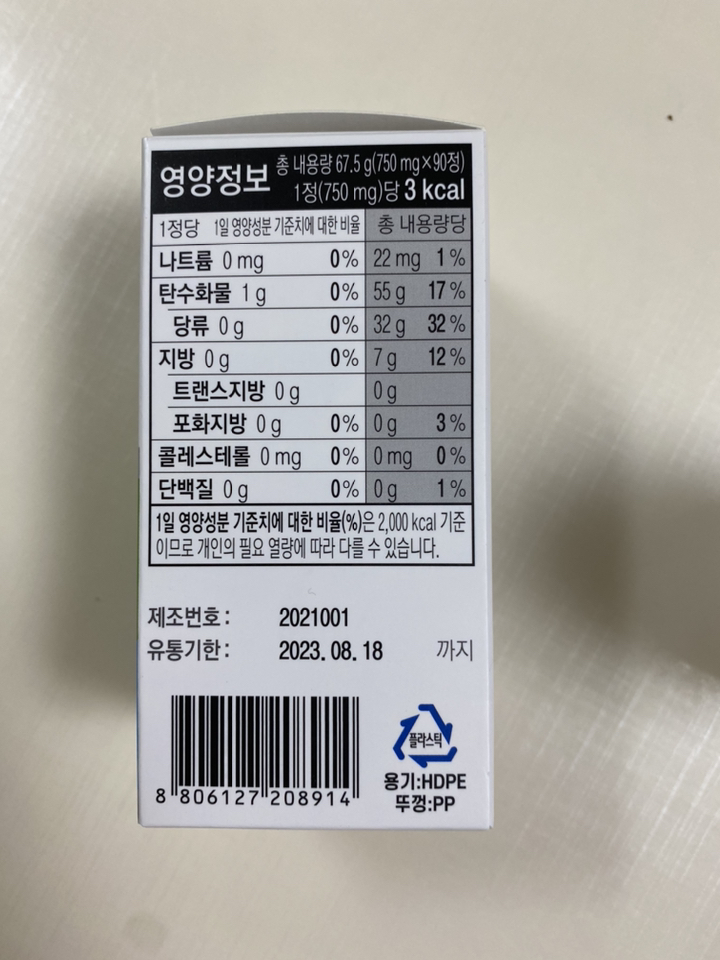 영양정보 총 내용량 67.5 g(750 mg×90정)
1정(750 mg)당 3 kcal
1정당 1일 영양성분 기준치에 대한 비율 총 내용량당
나트륨 0 mg 0% 22 mg 1%
탄수화물 1 g 0% 55 g 17%
당류 0 g 0% 32 g 32%
지방 0 g 0% 7 g 12%
트랜스지방 0 g 0 g
포화지방 0 g 0% 0 g 3%
콜레스테롤 0 mg 0% 0 mg 0%
단백질 0 g 0% 0 g 1%
1일 영양성분 기준치에 대한 비율(%)은 2,000 kcal 기준
이므로 개인의 필요 열량에 따라 다를 수 있습니다.
제조번호: 2021001
유통기한: 2023. 08. 18 까지
플라스틱
용기:HDPE
뚜껑:PP
8 806127 208914